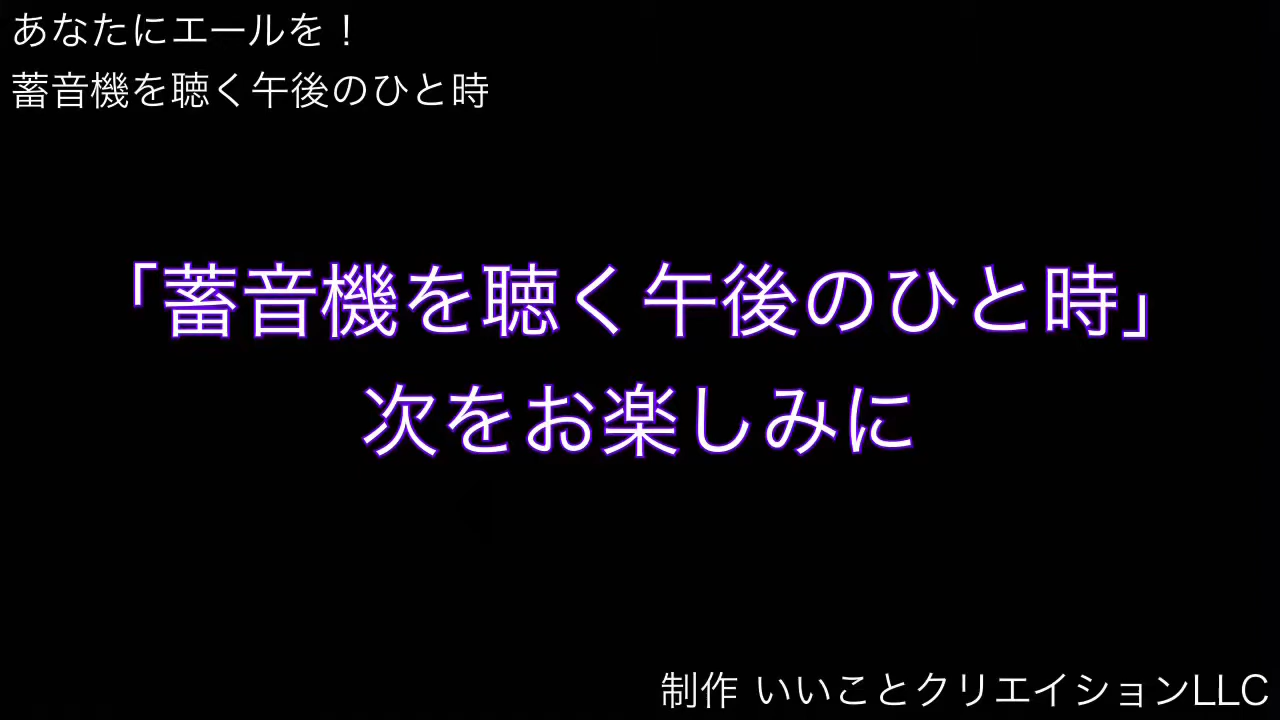 あなたにエールを！
蓄音機を聴く午後のひと時
「蓄音機を聴く午後のひと時」
次をお楽しみに
制作 いいことクリエイションLLC